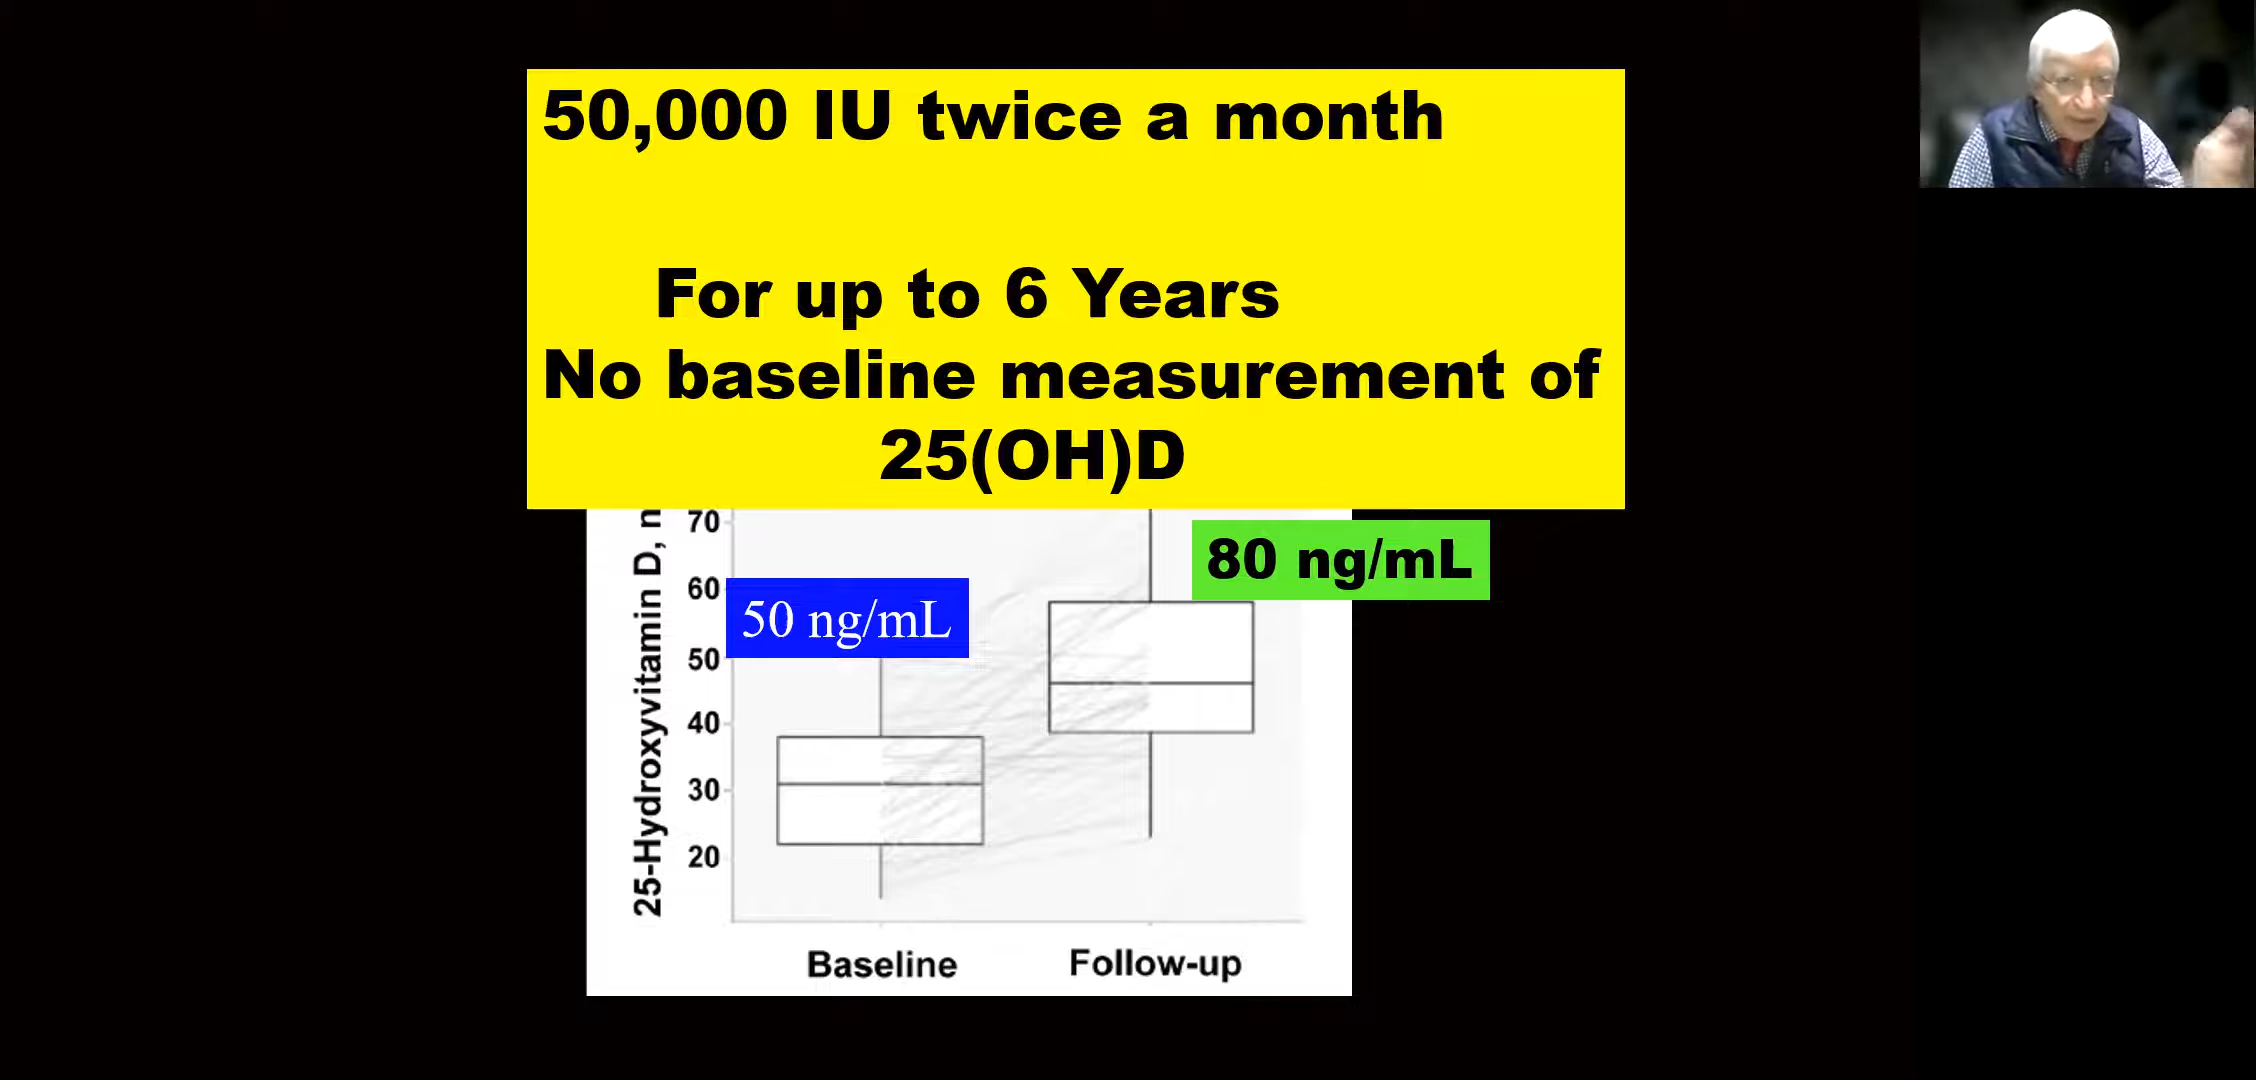 50,000 IU twice a month
For up to 6 Years
No baseline measurement of
25(OH)D
25-Hydroxyvitamin D, n
70
60
50
40
30
20
50 ng/mL
80 ng/mL
Baseline
Follow-up